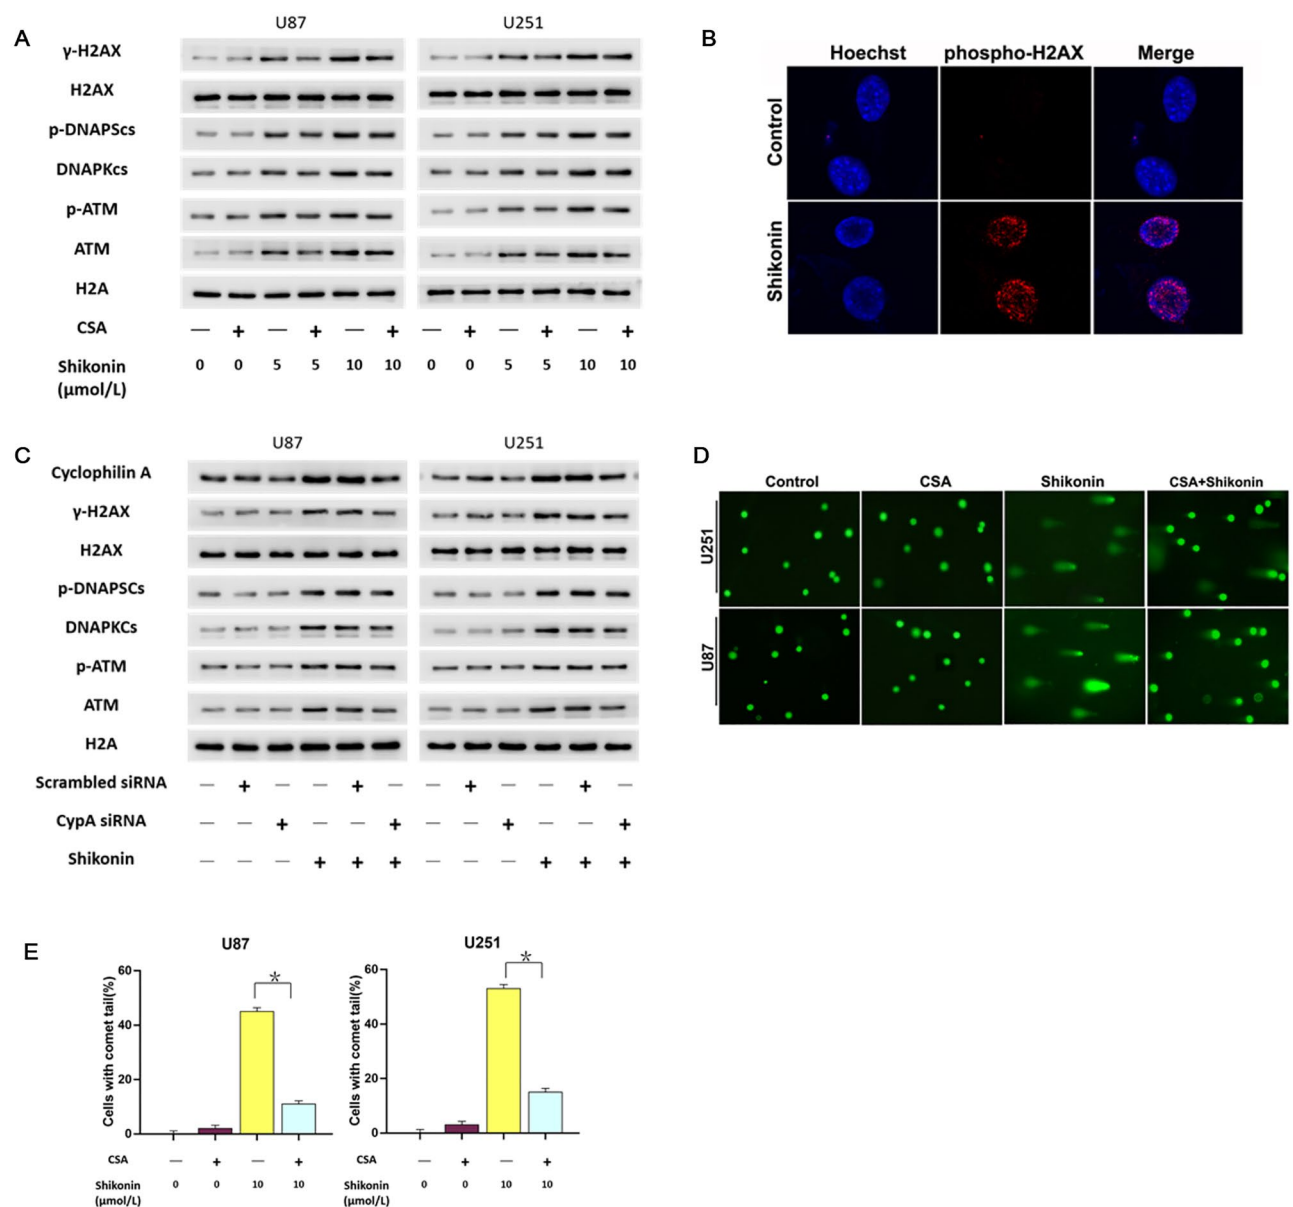 A
U87
U251
γ-H2AX
H2AX
p-DNAPScs
DNAPKcs
p-ATM
ATM
H2A
CSA — + — + — + — + — + — +
Shikonin 0 0 5 5 10 10 0 0 5 5 10 10
(μmol/L)
B
Hoechst phospho-H2AX Merge
Control
Shikonin
C
U87
U251
Cyclophilin A
γ-H2AX
H2AX
p-DNAPSCs
DNAPKCs
p-ATM
ATM
H2A
Scrambled siRNA — + — — + — — + — — + —
CypA siRNA — — + — — + — — + — — +
Shikonin — — — + + + — — — + + +
D
Control CSA Shikonin CSA+Shikonin
U251
U87
E
U87
Cells with comet tail(%)
60
40
20
0
*
CSA — + — +
Shikonin 0 0 10 10
(μmol/L)
U251
Cells with comet tail(%)
60
40
20
0
*
CSA — + — +
Shikonin 0 0 10 10
(μmol/L)